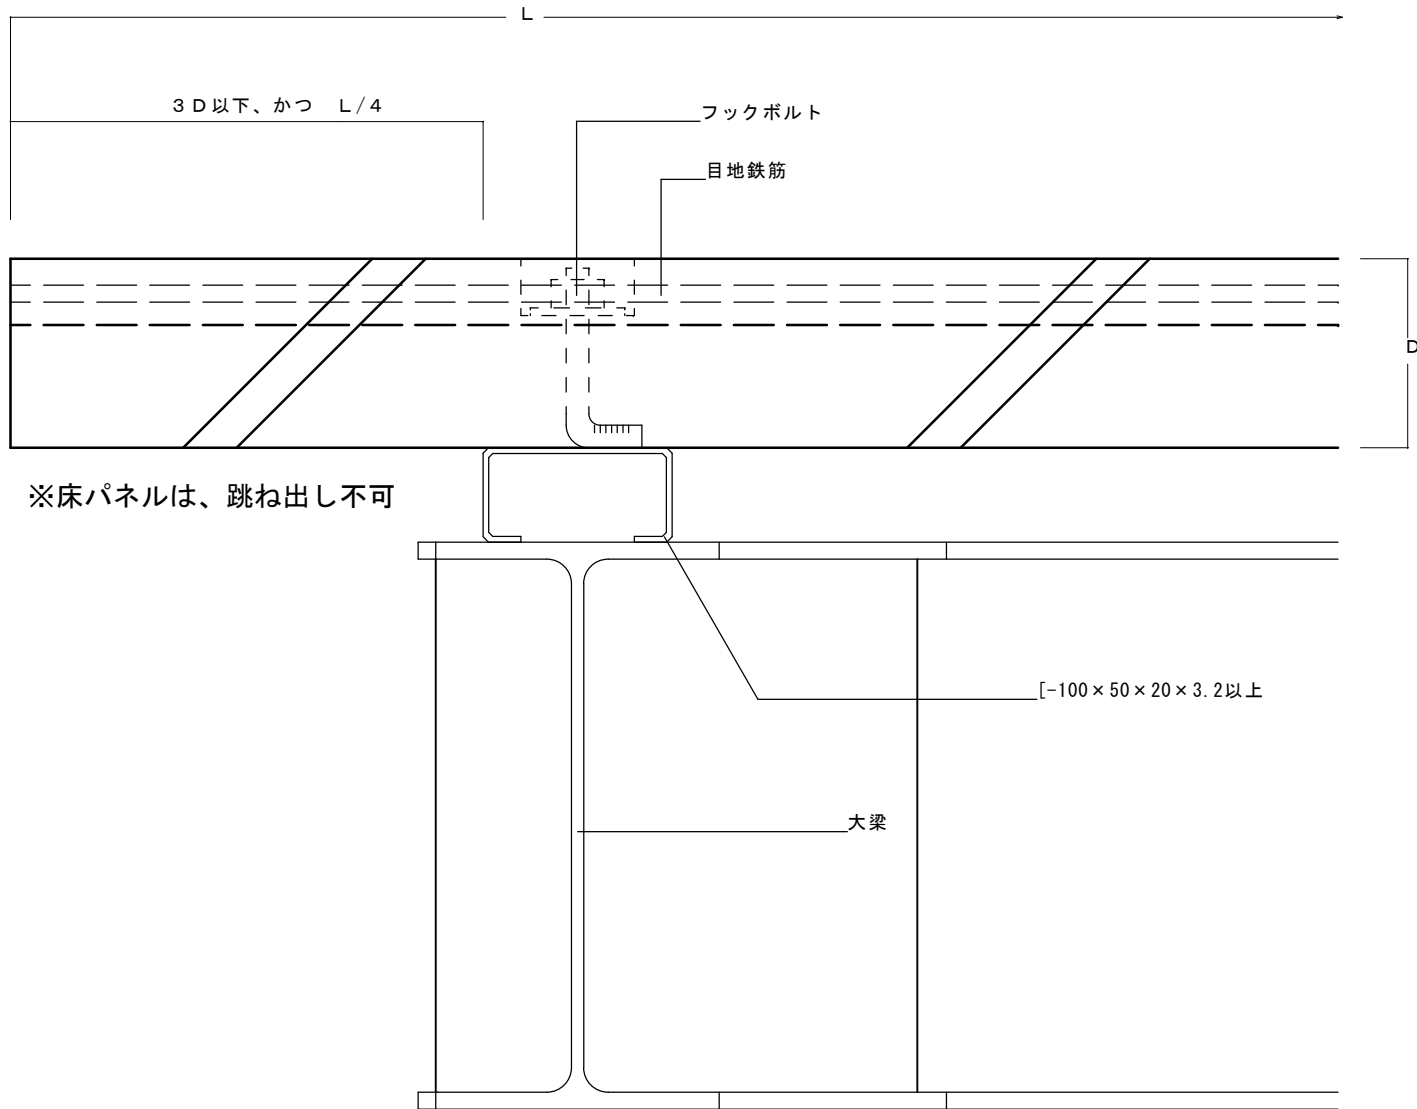 L
3D以下、かつ L/4
フックボルト
目地鉄筋
D
※床パネルは、跳ね出し不可
[-100×50×20×3.2以上
大梁